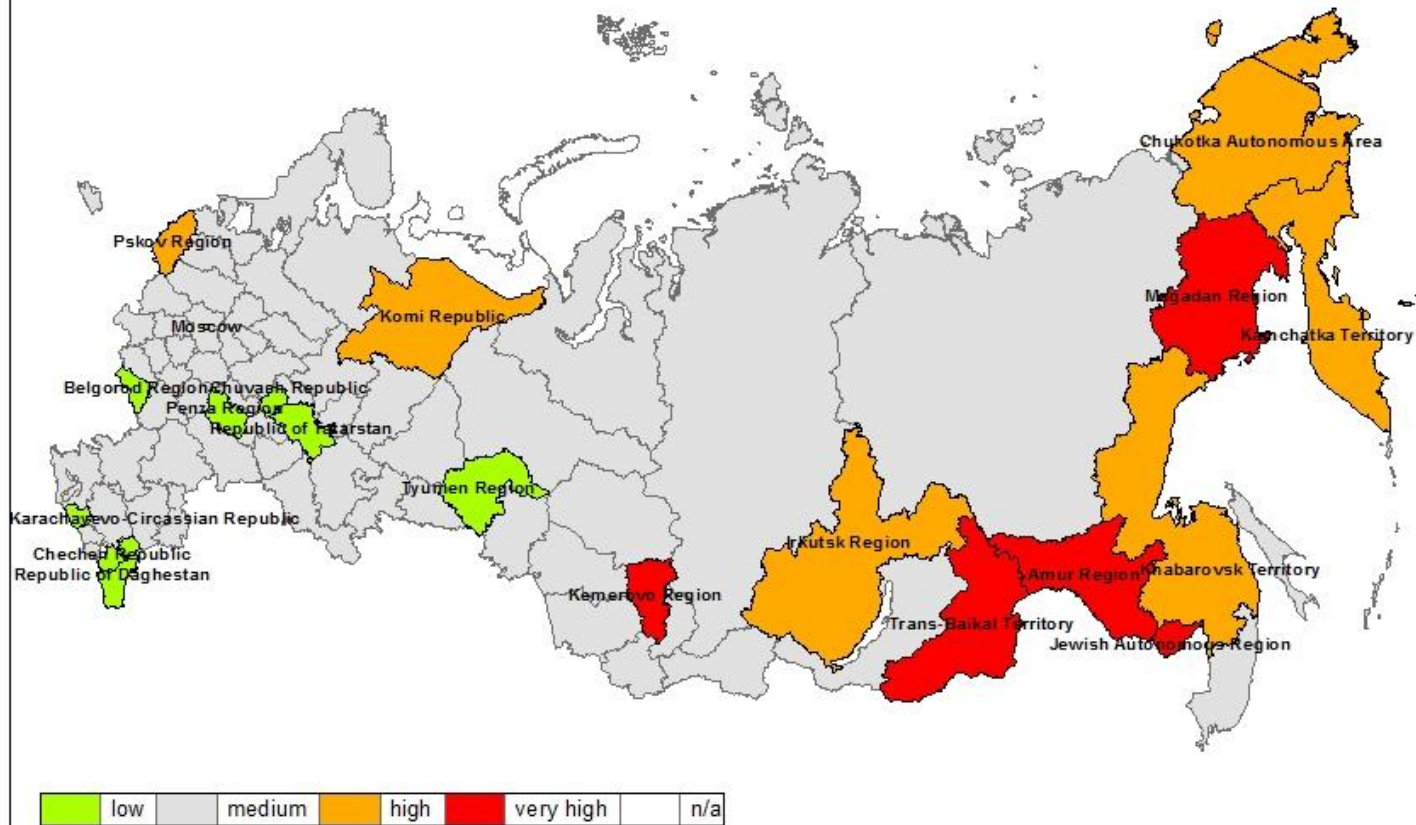 Chukotka Autonomous Area
Pskov Region
Magadan Region
Komi Republic
Moscow
Kamchatka Territory
Belgorod Region
Chuvash Republic
Penza Region
Republic of Tatarstan
Tyumen Region
Karachayevo-Circassian Republic
Irkutsk Region
Chechen Republic
Republic of Daghestan
Amur Region
Khabarovsk Territory
Kemerovo Region
Trans-Baikal Territory
Jewish Autonomous Region
low medium high very high n/a